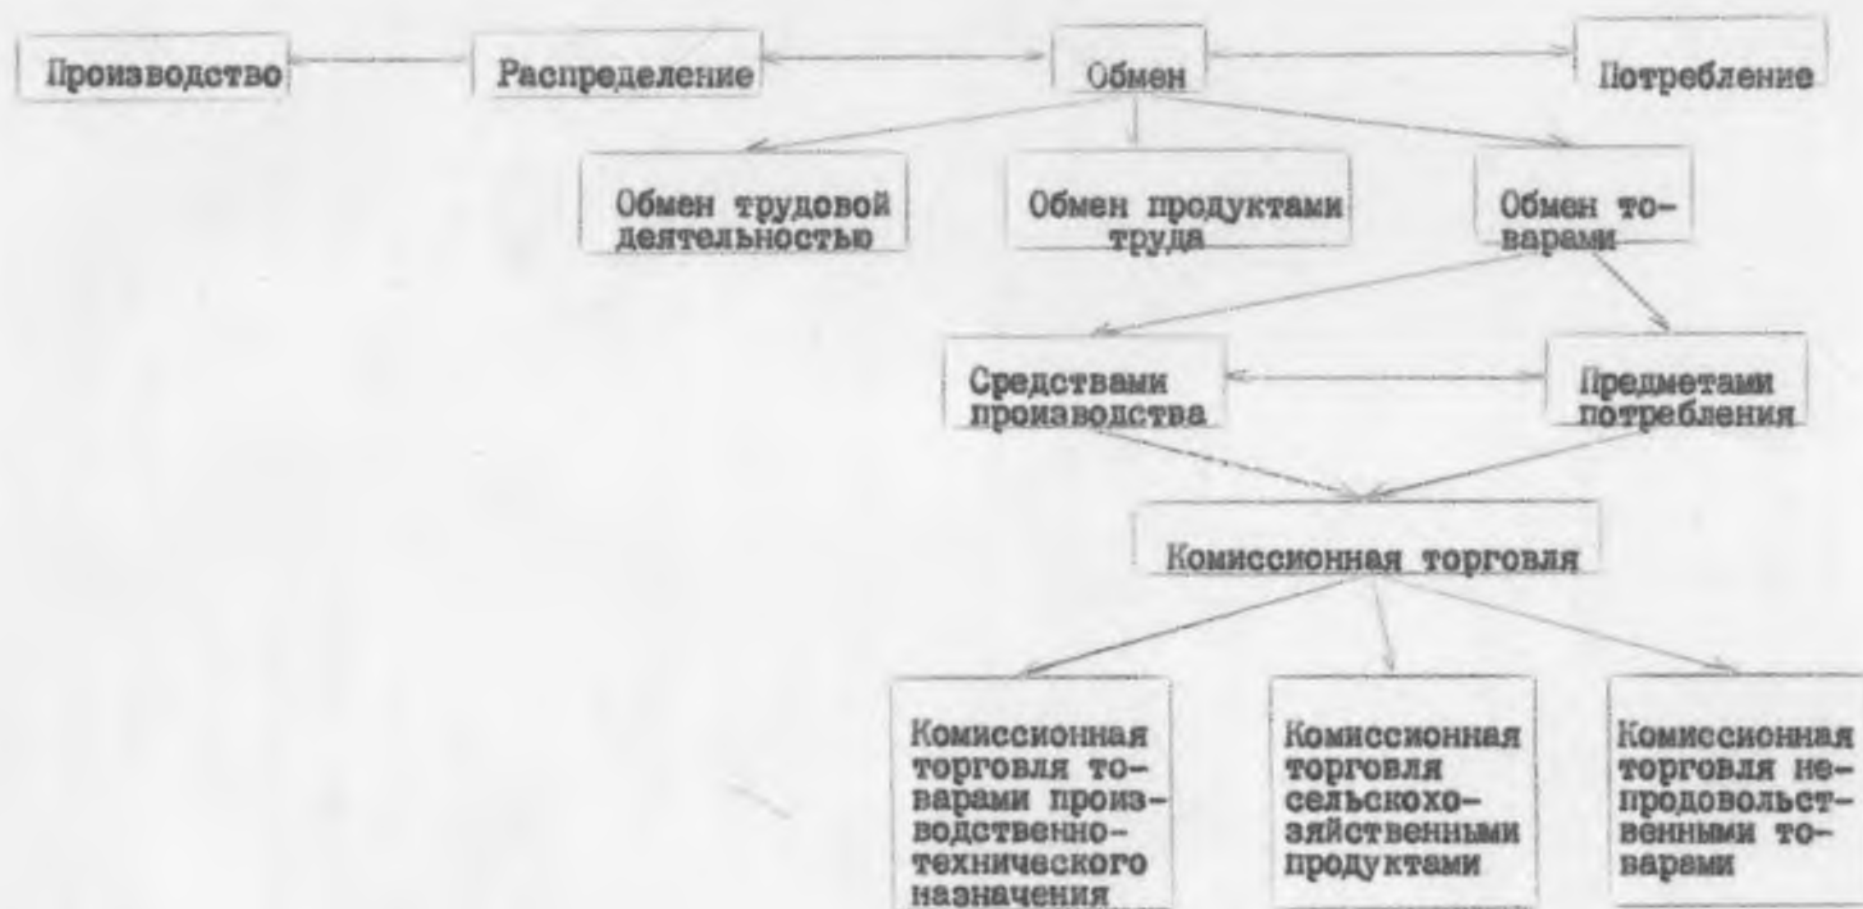 Производство
Распределение
Обмен
Потребление
Обмен трудовой
деятельностью
Обмен продуктами
труда
Обмен то-
варами
Средствами
производства
Предметами
потребления
Комиссионная торговля
Комиссионная
торговля то-
варами произ-
водственно-
технического
назначения
Комиссионная
торговля
сельскохо-
зяйственными
продуктами
Комиссионная
торговля не-
продовольст-
венными то-
варами